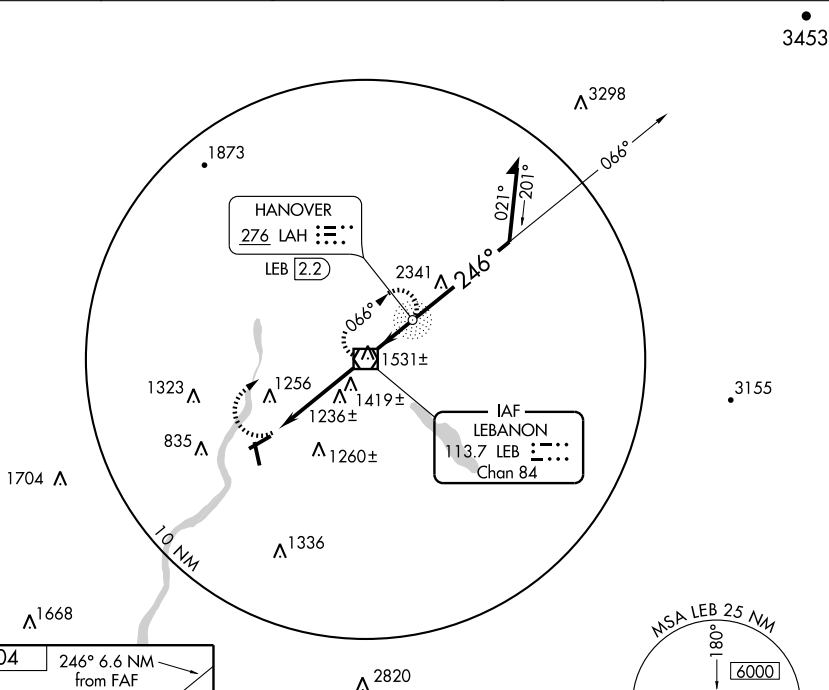 3453
3298
066°
1873
021°
201°
HANOVER
276 LAH
LEB 2.2
246°
2341
066°
1531±
1323
1256
1419±
1236±
3155
IAF
LEBANON
113.7 LEB
Chan 84
835
1260±
1704
10 NM
1336
1668
MSA LEB 25 NM
180°
6000
04
246° 6.6 NM
from FAF
2820